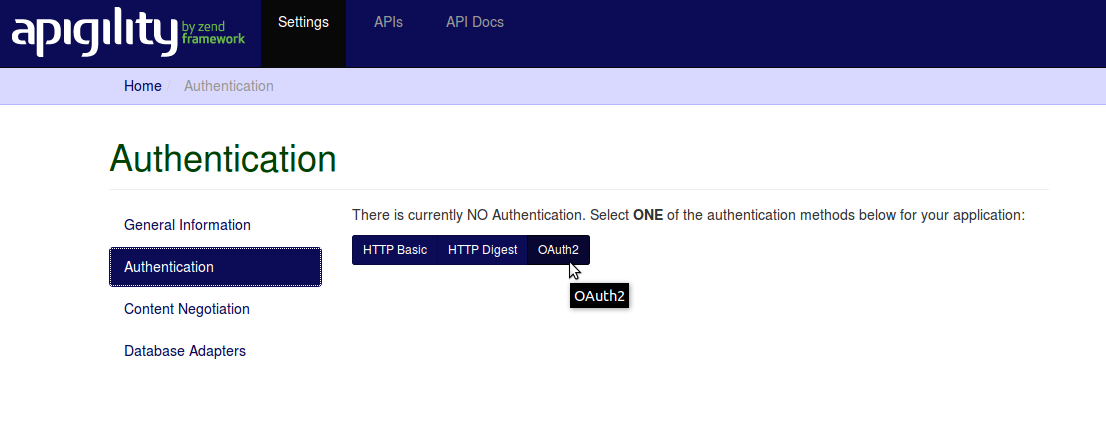 apigility by zend framework
Settings APIs API Docs
Home / Authentication
Authentication
General Information
Authentication
Content Negotiation
Database Adapters
There is currently NO Authentication. Select ONE of the authentication methods below for your application:
HTTP Basic HTTP Digest OAuth2
OAuth2